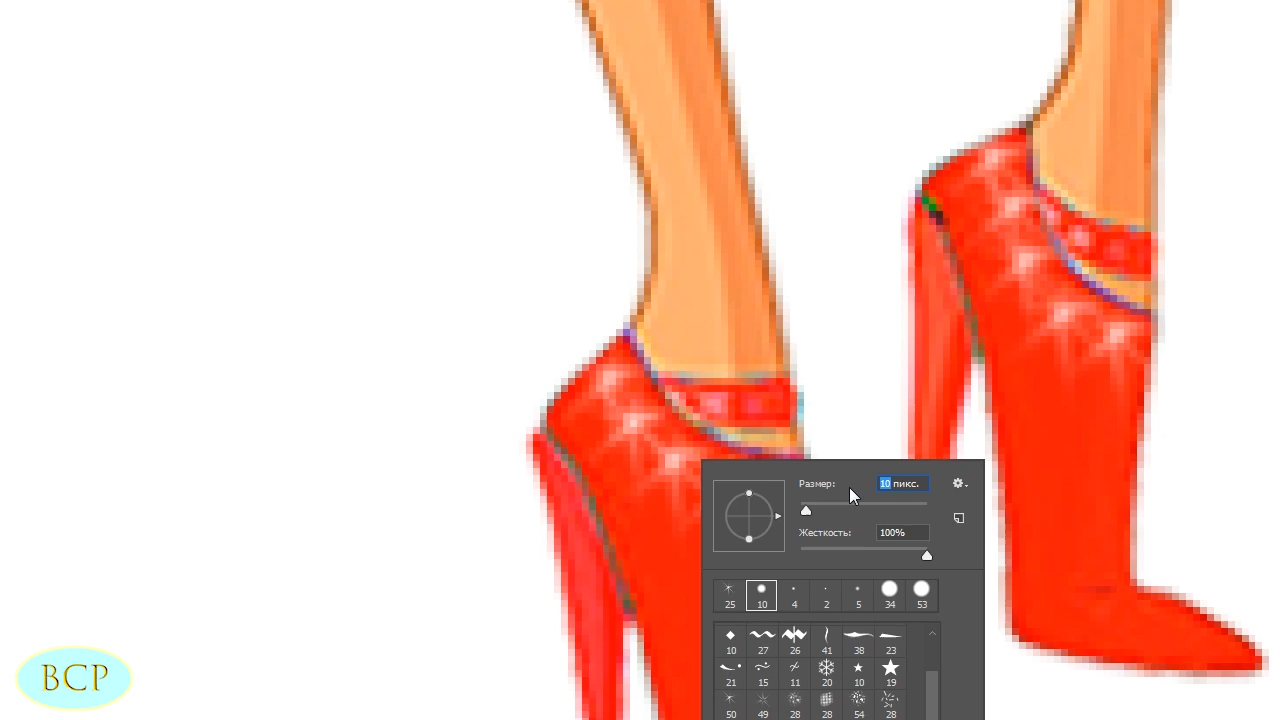 Размер: 10 пикс.
Жесткость: 100%
25 10 4 2 5 34 53
10 27 26 41 38 23
21 15 11 20 10 19
50 49 28 28 54 28
BCP